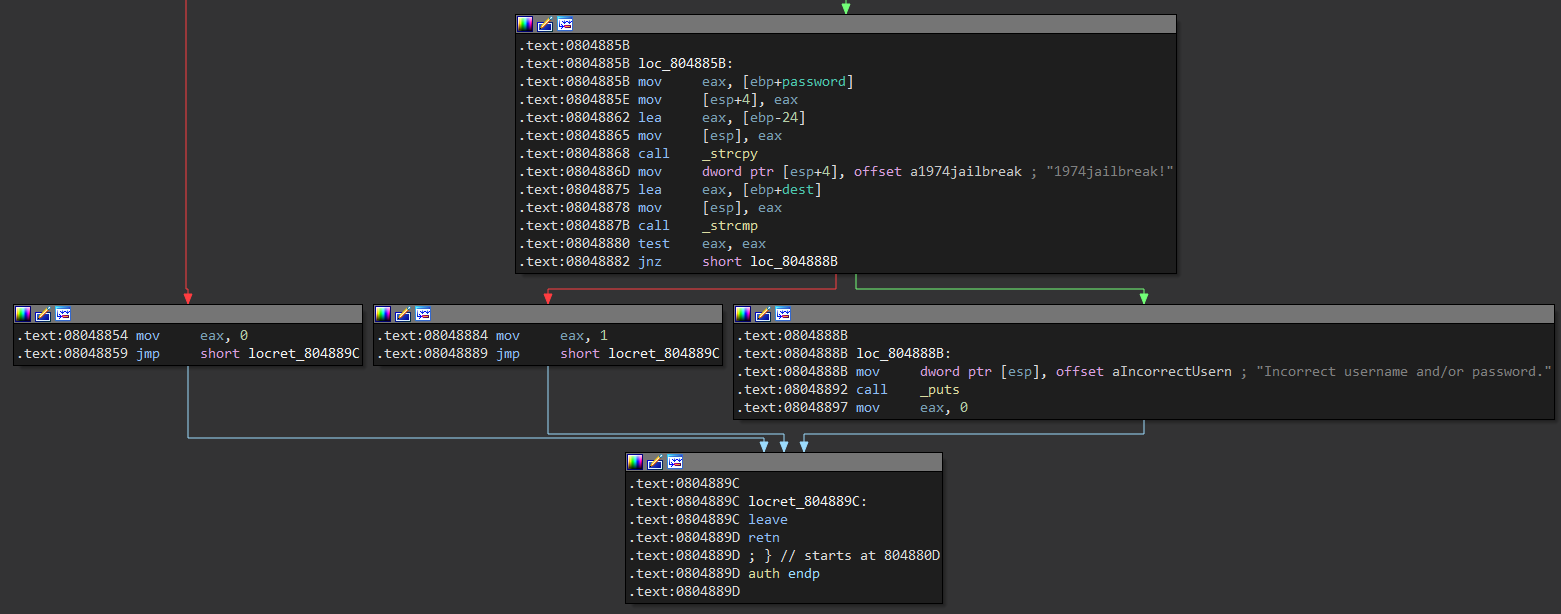 .text:0804885B
.text:0804885B loc_804885B:
.text:0804885B mov     eax, [ebp+password]
.text:0804885E mov     [esp+4], eax
.text:08048862 lea     eax, [ebp-24]
.text:08048865 mov     [esp], eax
.text:08048868 call    _strcpy
.text:0804886D mov     dword ptr [esp+4], offset a1974jailbreak ; "1974jailbreak!"
.text:08048875 lea     eax, [ebp+dest]
.text:08048878 mov     [esp], eax
.text:0804887B call    _strcmp
.text:08048880 test    eax, eax
.text:08048882 jnz     short loc_804888B
.text:08048854 mov     eax, 0
.text:08048859 jmp     short locret_804889C
.text:08048884 mov     eax, 1
.text:08048889 jmp     short locret_804889C
.text:0804888B
.text:0804888B loc_804888B:
.text:0804888B mov     dword ptr [esp], offset aIncorrectUsern ; "Incorrect username and/or password."
.text:08048892 call    _puts
.text:08048897 mov     eax, 0
.text:0804889C
.text:0804889C locret_804889C:
.text:0804889C leave
.text:0804889D retn
.text:0804889D ; } // starts at 804880D
.text:0804889D auth endp
.text:0804889D